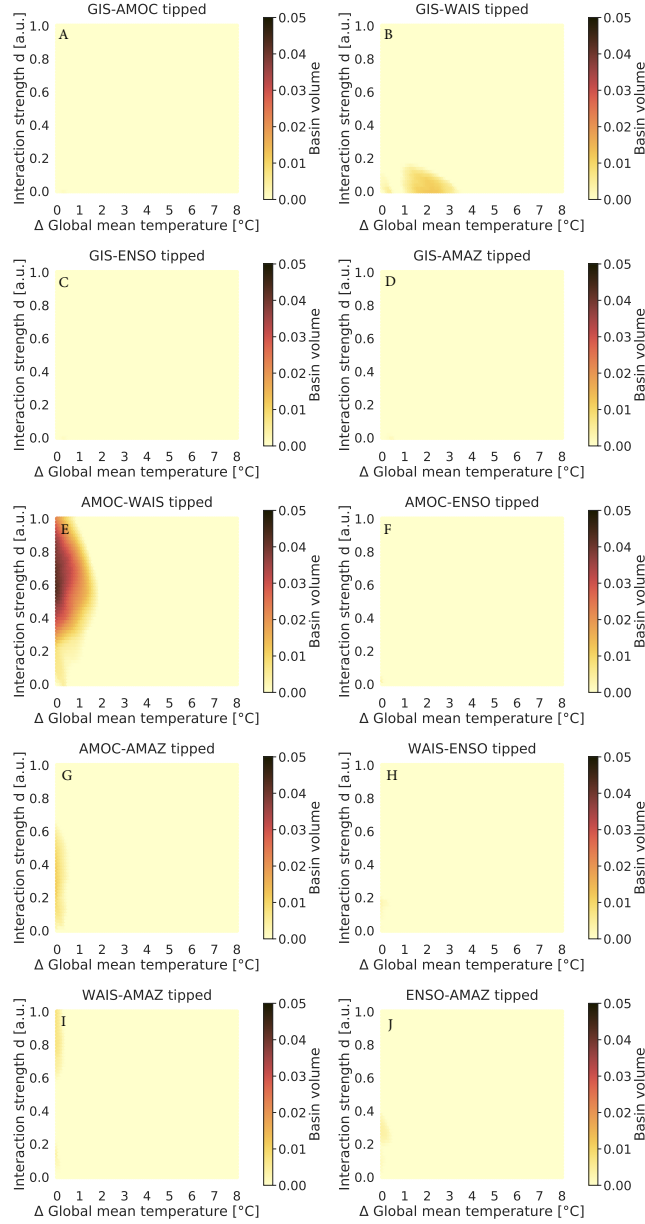 GIS-AMOC tipped
A
Interaction strength d [a.u.]
1.0
0.8
0.6
0.4
0.2
0.0
0 1 2 3 4 5 6 7 8
Δ Global mean temperature [°C]
0.05
0.04
0.03
0.02
0.01
0.00
Basin volume
GIS-WAIS tipped
B
Interaction strength d [a.u.]
1.0
0.8
0.6
0.4
0.2
0.0
0 1 2 3 4 5 6 7 8
Δ Global mean temperature [°C]
0.05
0.04
0.03
0.02
0.01
0.00
Basin volume
GIS-ENSO tipped
C
Interaction strength d [a.u.]
1.0
0.8
0.6
0.4
0.2
0.0
0 1 2 3 4 5 6 7 8
Δ Global mean temperature [°C]
0.05
0.04
0.03
0.02
0.01
0.00
Basin volume
GIS-AMAZ tipped
D
Interaction strength d [a.u.]
1.0
0.8
0.6
0.4
0.2
0.0
0 1 2 3 4 5 6 7 8
Δ Global mean temperature [°C]
0.05
0.04
0.03
0.02
0.01
0.00
Basin volume
AMOC-WAIS tipped
E
Interaction strength d [a.u.]
1.0
0.8
0.6
0.4
0.2
0.0
0 1 2 3 4 5 6 7 8
Δ Global mean temperature [°C]
0.05
0.04
0.03
0.02
0.01
0.00
Basin volume
AMOC-ENSO tipped
F
Interaction strength d [a.u.]
1.0
0.8
0.6
0.4
0.2
0.0
0 1 2 3 4 5 6 7 8
Δ Global mean temperature [°C]
0.05
0.04
0.03
0.02
0.01
0.00
Basin volume
AMOC-AMAZ tipped
G
Interaction strength d [a.u.]
1.0
0.8
0.6
0.4
0.2
0.0
0 1 2 3 4 5 6 7 8
Δ Global mean temperature [°C]
0.05
0.04
0.03
0.02
0.01
0.00
Basin volume
WAIS-ENSO tipped
H
Interaction strength d [a.u.]
1.0
0.8
0.6
0.4
0.2
0.0
0 1 2 3 4 5 6 7 8
Δ Global mean temperature [°C]
0.05
0.04
0.03
0.02
0.01
0.00
Basin volume
WAIS-AMAZ tipped
I
Interaction strength d [a.u.]
1.0
0.8
0.6
0.4
0.2
0.0
0 1 2 3 4 5 6 7 8
Δ Global mean temperature [°C]
0.05
0.04
0.03
0.02
0.01
0.00
Basin volume
ENSO-AMAZ tipped
J
Interaction strength d [a.u.]
1.0
0.8
0.6
0.4
0.2
0.0
0 1 2 3 4 5 6 7 8
Δ Global mean temperature [°C]
0.05
0.04
0.03
0.02
0.01
0.00
Basin volume